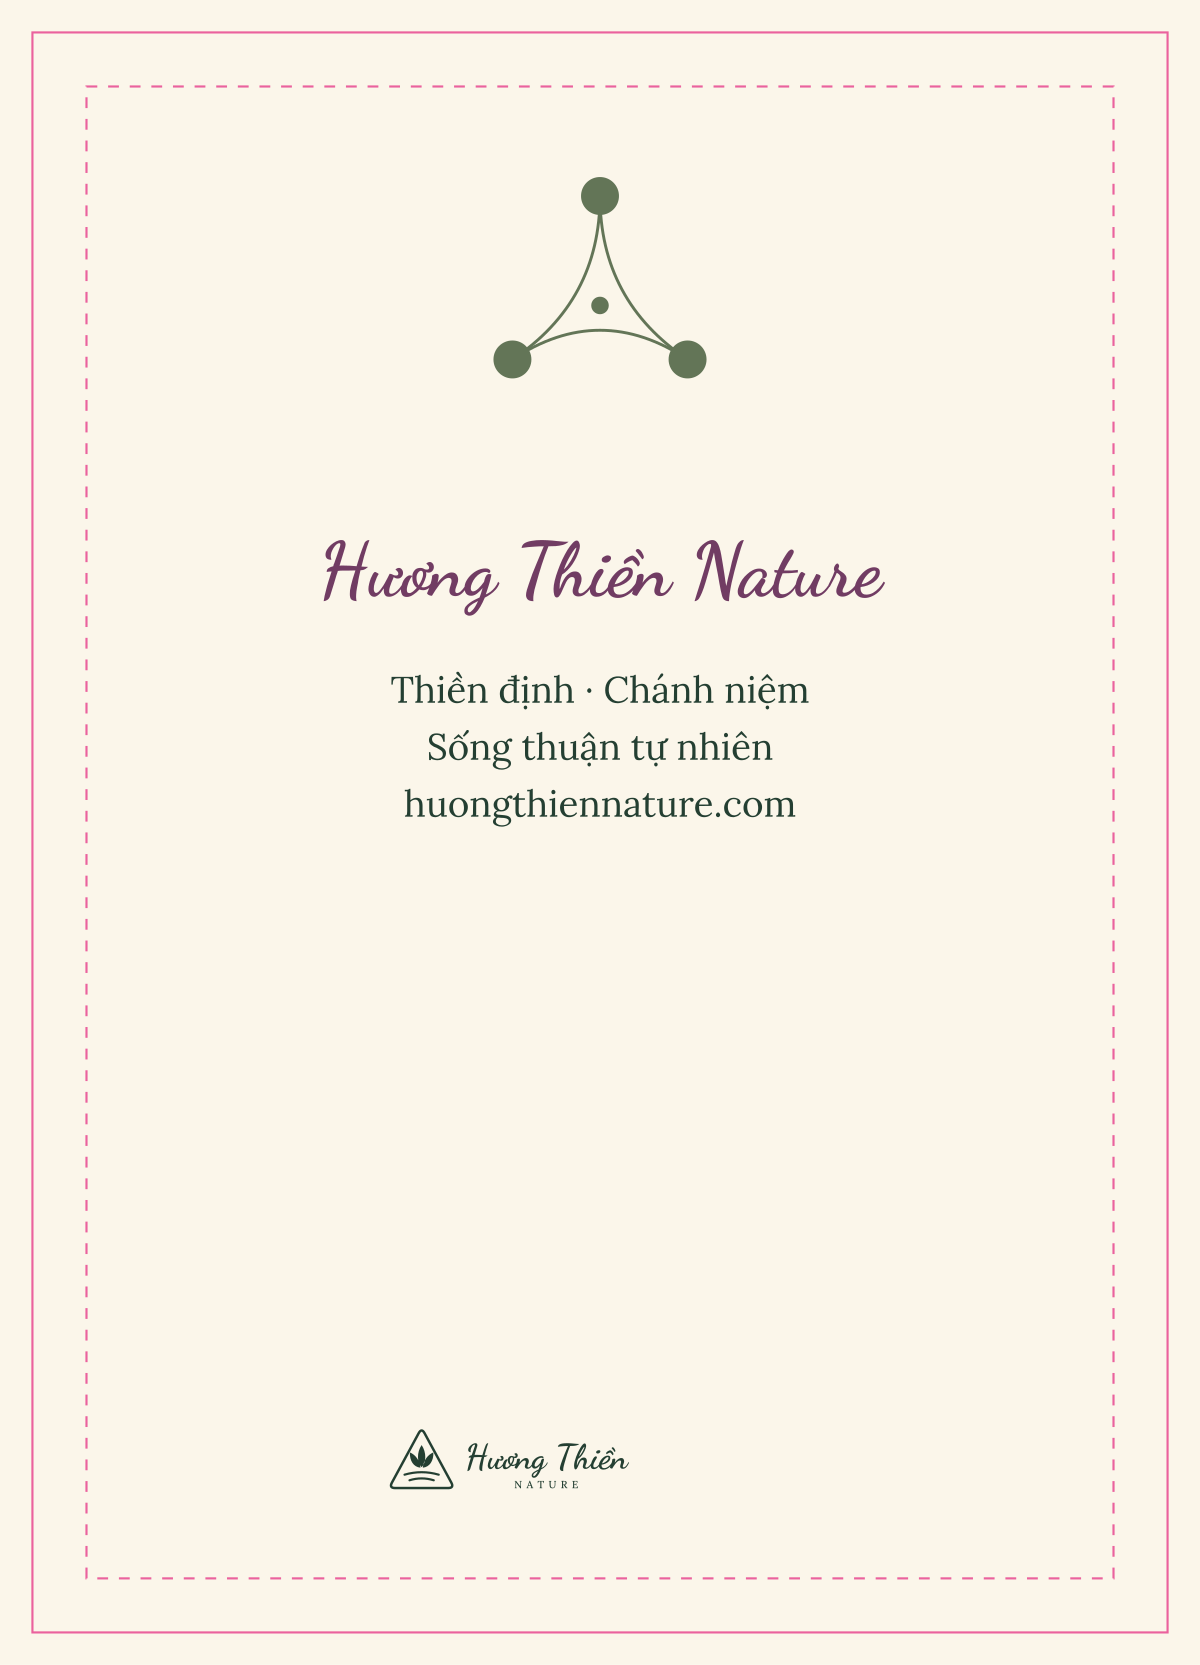 Hương Thiền Nature
Thiền định · Chánh niệm
Sống thuận tự nhiên
huongthiennature.com
Hương Thiền
NATURE